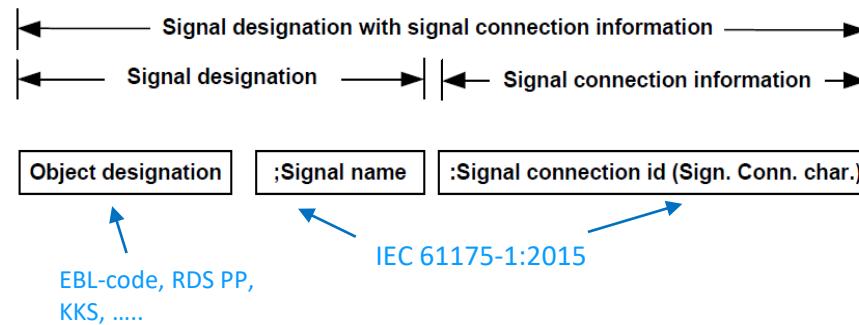 Signal designation with signal connection information
Signal designation
Signal connection information
Object designation
;Signal name
:Signal connection id (Sign. Conn. char.)
IEC 61175-1:2015
EBL-code, RDS PP,
KKS, .....